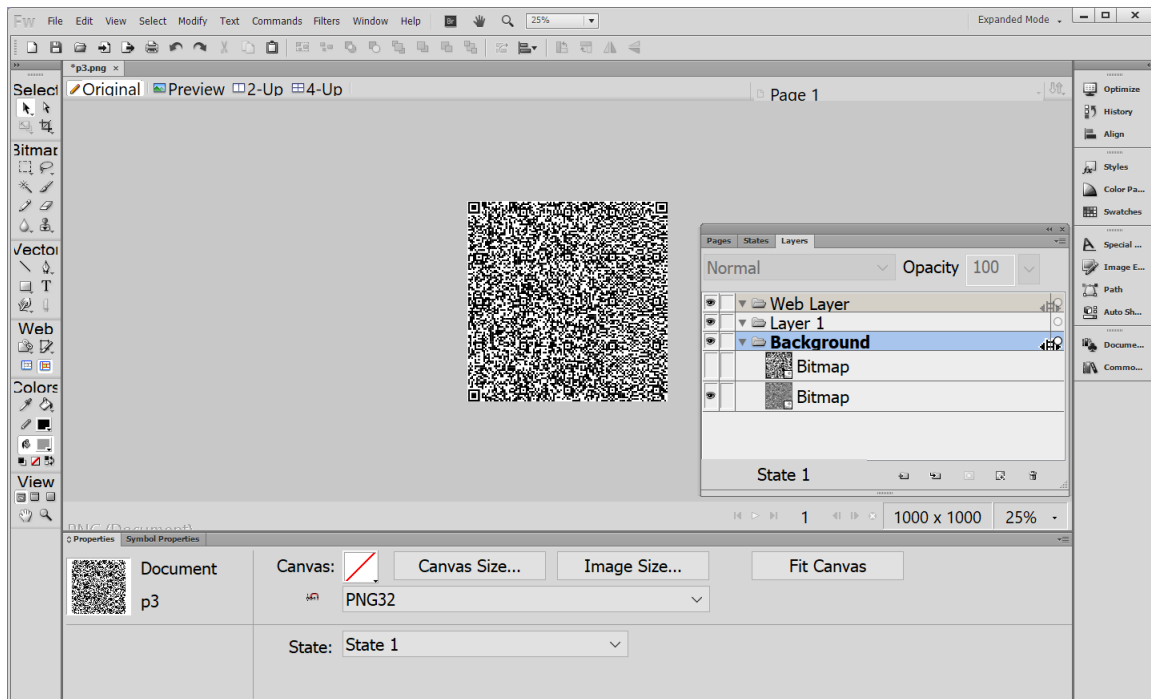 Fw File Edit View Select Modify Text Commands Filters Window Help Br 25% Expanded Mode
*p3.png ×
Select
Original Preview 2-Up 4-Up Page 1
Optimize
History
Align
Bitmap
Styles
Color Pa...
Swatches
Vector
Pages States Layers
Special ...
Normal Opacity 100
Image E...
Path
Web Layer
Auto Sh...
Layer 1
Web
Background
Docume...
Bitmap
Commo...
Colors
Bitmap
View
State 1
PNG (Document)
1 1000 x 1000 25%
Properties Symbol Properties
Document Canvas: Canvas Size... Image Size... Fit Canvas
p3 PNG32
State: State 1